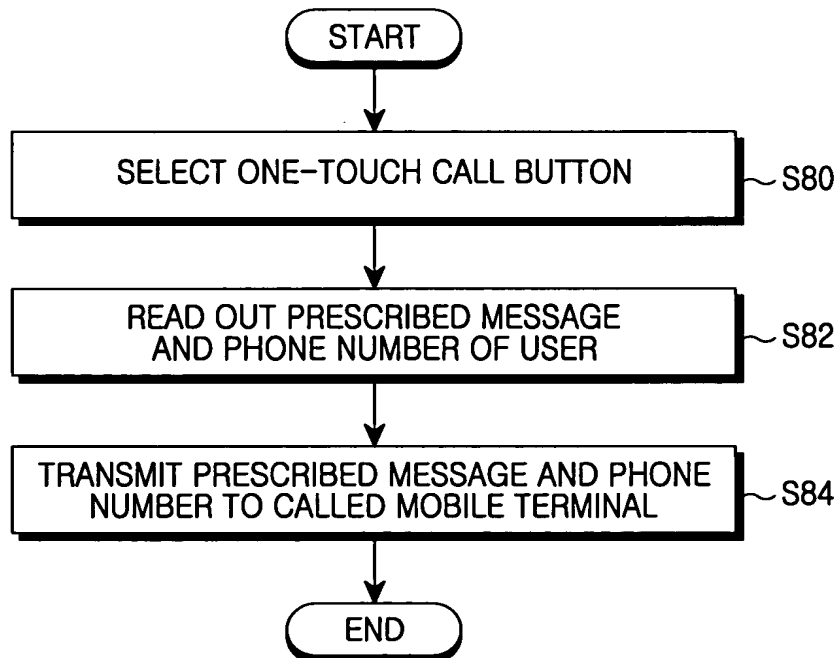 START
SELECT ONE-TOUCH CALL BUTTON
S80
READ OUT PRESCRIBED MESSAGE
AND PHONE NUMBER OF USER
S82
TRANSMIT PRESCRIBED MESSAGE AND PHONE
NUMBER TO CALLED MOBILE TERMINAL
S84
END